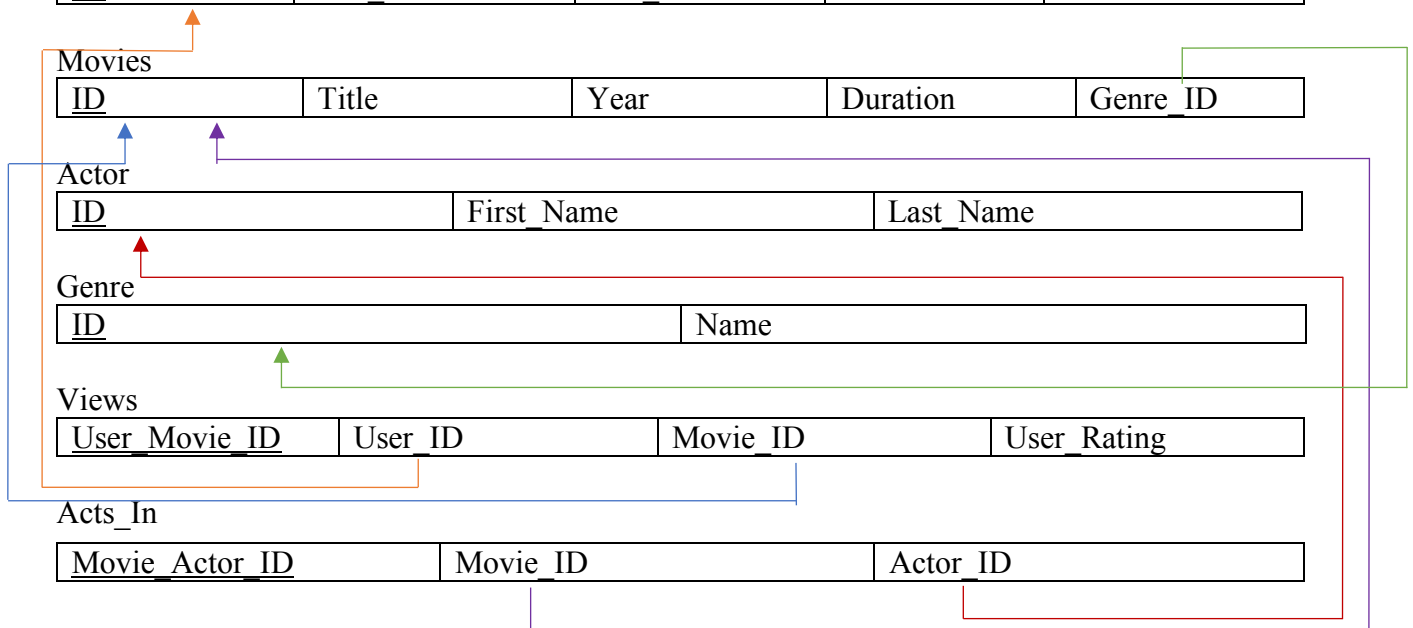 Movies
ID Title Year Duration Genre_ID
Actor
ID First_Name Last_Name
Genre
ID Name
Views
User_Movie_ID User_ID Movie_ID User_Rating
Acts_In
Movie_Actor_ID Movie_ID Actor_ID